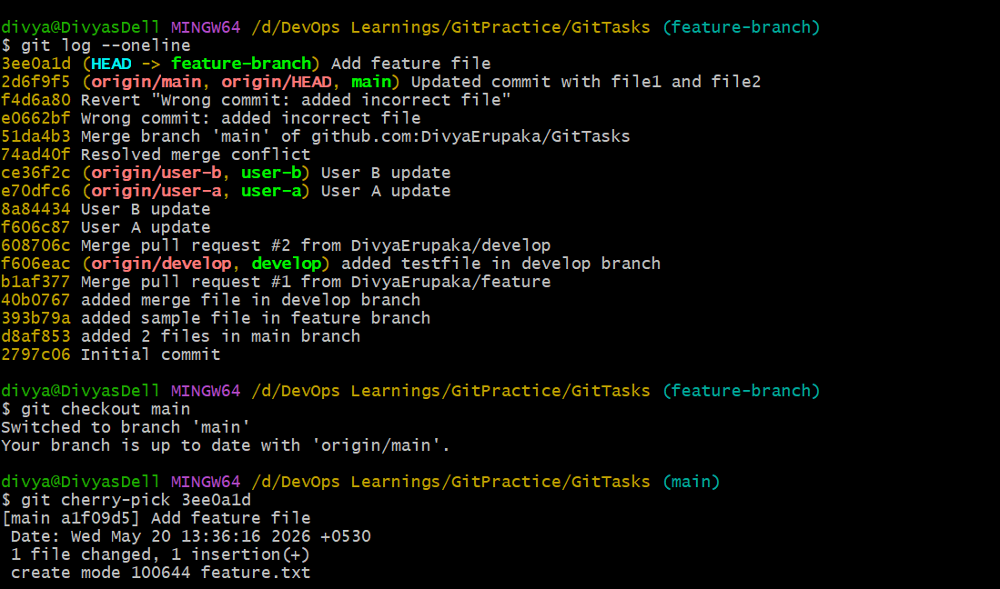 divya@DivyasDell MINGW64 /d/DevOps Learnings/GitPractice/GitTasks (feature-branch)
$ git log --oneline
3ee0a1d (HEAD -> feature-branch) Add feature file
2d6f9f5 (origin/main, origin/HEAD, main) Updated commit with file1 and file2
f4d6a80 Revert "Wrong commit: added incorrect file"
e0662bf Wrong commit: added incorrect file
51da4b3 Merge branch 'main' of github.com:DivyaErupaka/GitTasks
74ad40f Resolved merge conflict
ce36f2c (origin/user-b, user-b) User B update
e70dfc6 (origin/user-a, user-a) User A update
8a84434 User B update
f606c87 User A update
608706c Merge pull request #2 from DivyaErupaka/develop
f606eac (origin/develop, develop) added testfile in develop branch
b1af377 Merge pull request #1 from DivyaErupaka/feature
40b0767 added merge file in develop branch
393b79a added sample file in feature branch
d8af853 added 2 files in main branch
2797c06 Initial commit
divya@DivyasDell MINGW64 /d/DevOps Learnings/GitPractice/GitTasks (feature-branch)
$ git checkout main
Switched to branch 'main'
Your branch is up to date with 'origin/main'.
divya@DivyasDell MINGW64 /d/DevOps Learnings/GitPractice/GitTasks (main)
$ git cherry-pick 3ee0a1d
[main a1f09d5] Add feature file
Date: Wed May 20 13:36:16 2026 +0530
1 file changed, 1 insertion(+)
create mode 100644 feature.txt